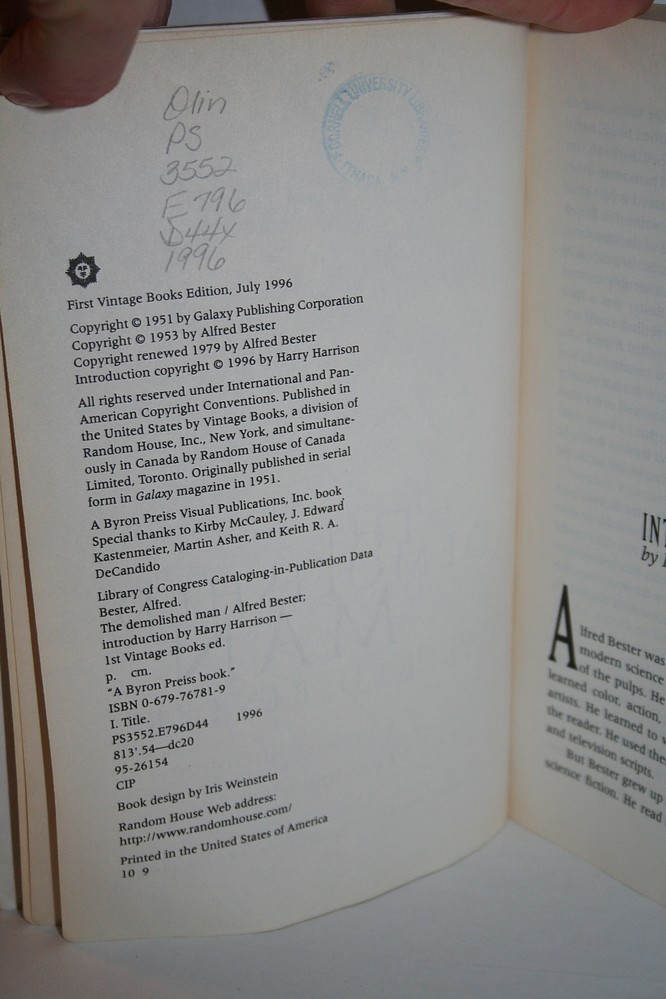 Olin
PS
3552
E796
D44x
1996
CORNELL UNIVERSITY LIBRARY
ITHACA N.Y.
First Vintage Books Edition, July 1996
Copyright © 1951 by Galaxy Publishing Corporation
Copyright © 1953 by Alfred Bester
Copyright renewed 1979 by Alfred Bester
Introduction copyright © 1996 by Harry Harrison
All rights reserved under International and Pan-
American Copyright Conventions. Published in
the United States by Vintage Books, a division of
Random House, Inc., New York, and simultane-
ously in Canada by Random House of Canada
Limited, Toronto. Originally published in serial
form in Galaxy magazine in 1951.
A Byron Preiss Visual Publications, Inc. book
Special thanks to Kirby McCauley, J. Edward
Kastenmeier, Martin Asher, and Keith R. A.
DeCandido
Library of Congress Cataloging-in-Publication Data
Bester, Alfred.
The demolished man / Alfred Bester;
introduction by Harry Harrison —
1st Vintage Books ed.
p. cm.
"A Byron Preiss book."
ISBN 0-679-76781-9
I. Title.
PS3552.E796D44 1996
813'.54—dc20
95-26154
CIP
Book design by Iris Weinstein
Random House Web address:
http://www.randomhouse.com/
Printed in the United States of America
10 9
INT
by
Alfred Bester was
modern science
of the pulps. He
learned color, action,
artists. He learned to
the reader. He used the
and television scripts.
But Bester grew up
science fiction. He read